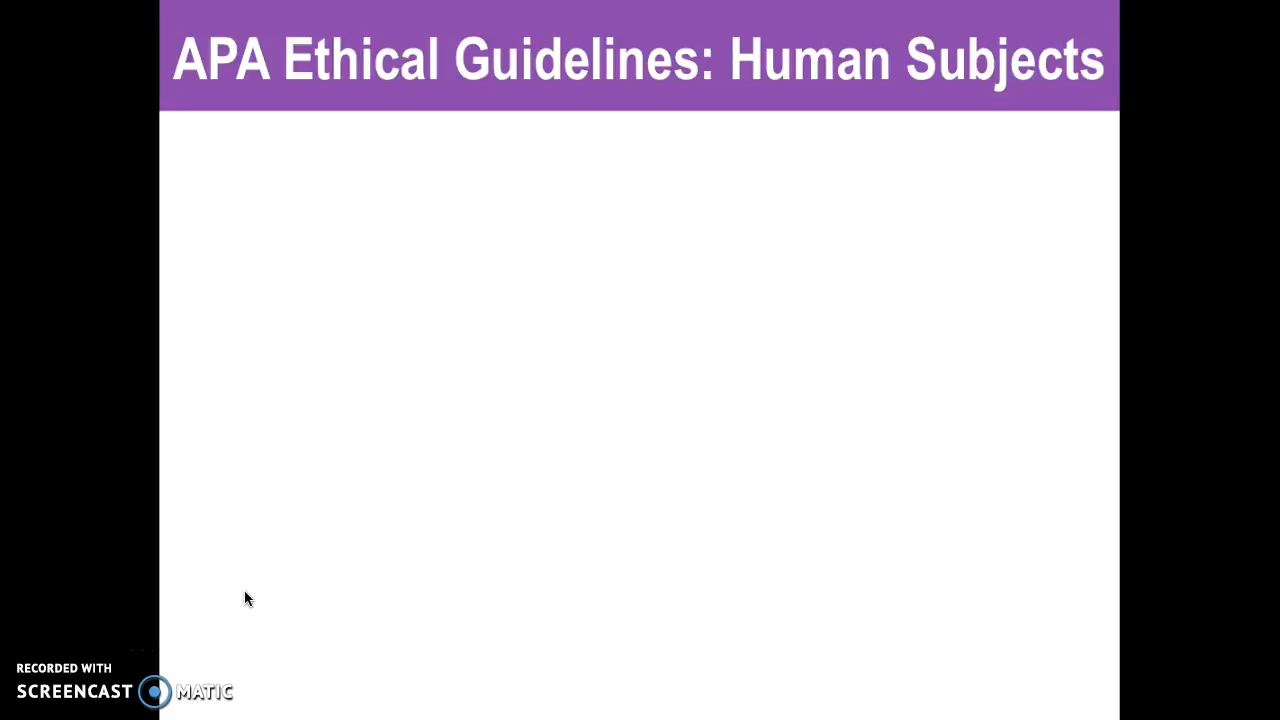 APA Ethical Guidelines: Human Subjects
RECORDED WITH
SCREENCAST MATIC